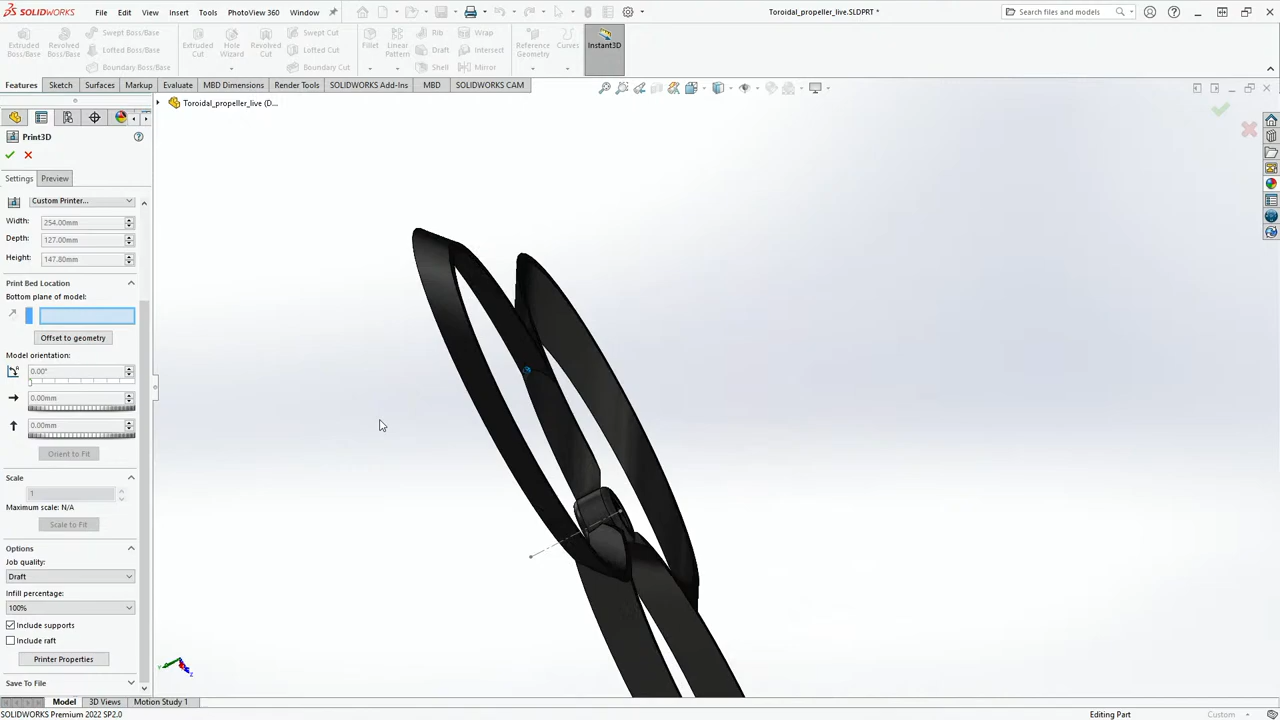 SOLIDWORKS File Edit View Insert Tools PhotoView 360 Window Toroidal_propeller_live.SLDPRT * Search files and models
Extruded Boss/Base Revolved Boss/Base Swept Boss/Base Lofted Boss/Base Boundary Boss/Base Extruded Cut Hole Wizard Revolved Cut Swept Cut Lofted Cut Boundary Cut Fillet Linear Pattern Rib Draft Shell Wrap Intersect Mirror Reference Geometry Curves Instant3D
Features Sketch Surfaces Markup Evaluate MBD Dimensions Render Tools SOLIDWORKS Add-Ins MBD SOLIDWORKS CAM
Toroidal_propeller_live (D...
Print3D
Settings Preview
Custom Printer...
Width: 254.00mm
Depth: 127.00mm
Height: 147.80mm
Print Bed Location
Bottom plane of model:
Offset to geometry
Model orientation:
0.00°
0.00mm
0.00mm
Orient to Fit
Scale
1
Maximum scale: N/A
Scale to Fit
Options
Job quality:
Draft
Infill percentage:
100%
Include supports
Include raft
Printer Properties
Save To File
Model 3D Views Motion Study 1
SOLIDWORKS Premium 2022 SP2.0 Editing Part Custom